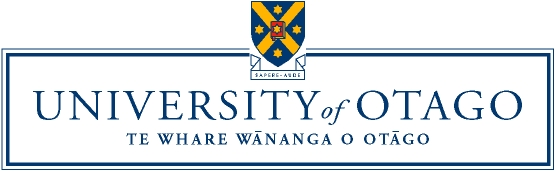 SAPERE-AUDE
UNIVERSITY of OTAGO
TE WHARE WĀNANGA O OTĀGO